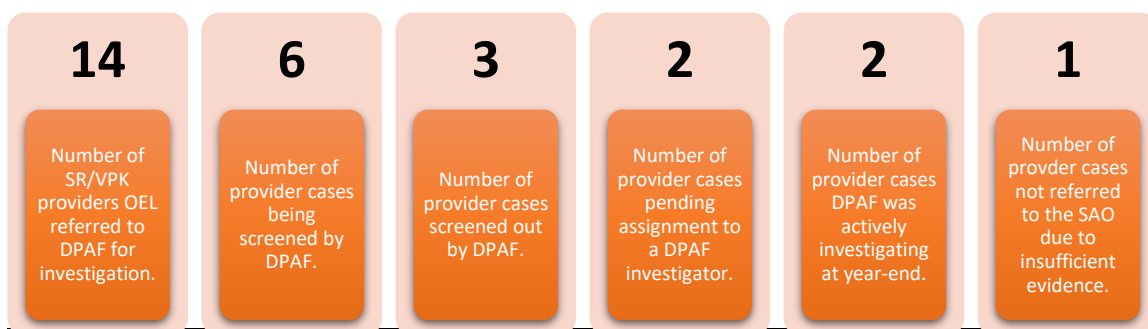 14
Number of
SR/VPK
providers OEL
referred to
DPAF for
investigation.
6
Number of
provider cases
being
screened by
DPAF.
3
Number of
provider cases
screened out
by DPAF.
2
Number of
provider cases
pending
assignment to
a DPAF
investigator.
2
Number of
provider cases
DPAF was
actively
investigating
at year-end.
1
Number of
provder cases
not referred
to the SAO
due to
insufficient
evidence.